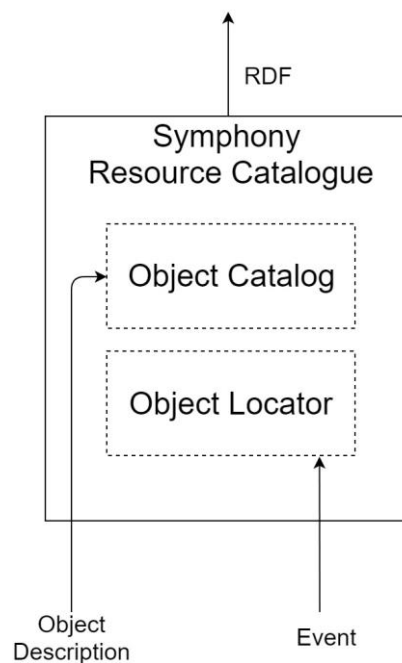 RDF
Symphony
Resource Catalogue
Object Catalog
Object Locator
Object
Description
Event